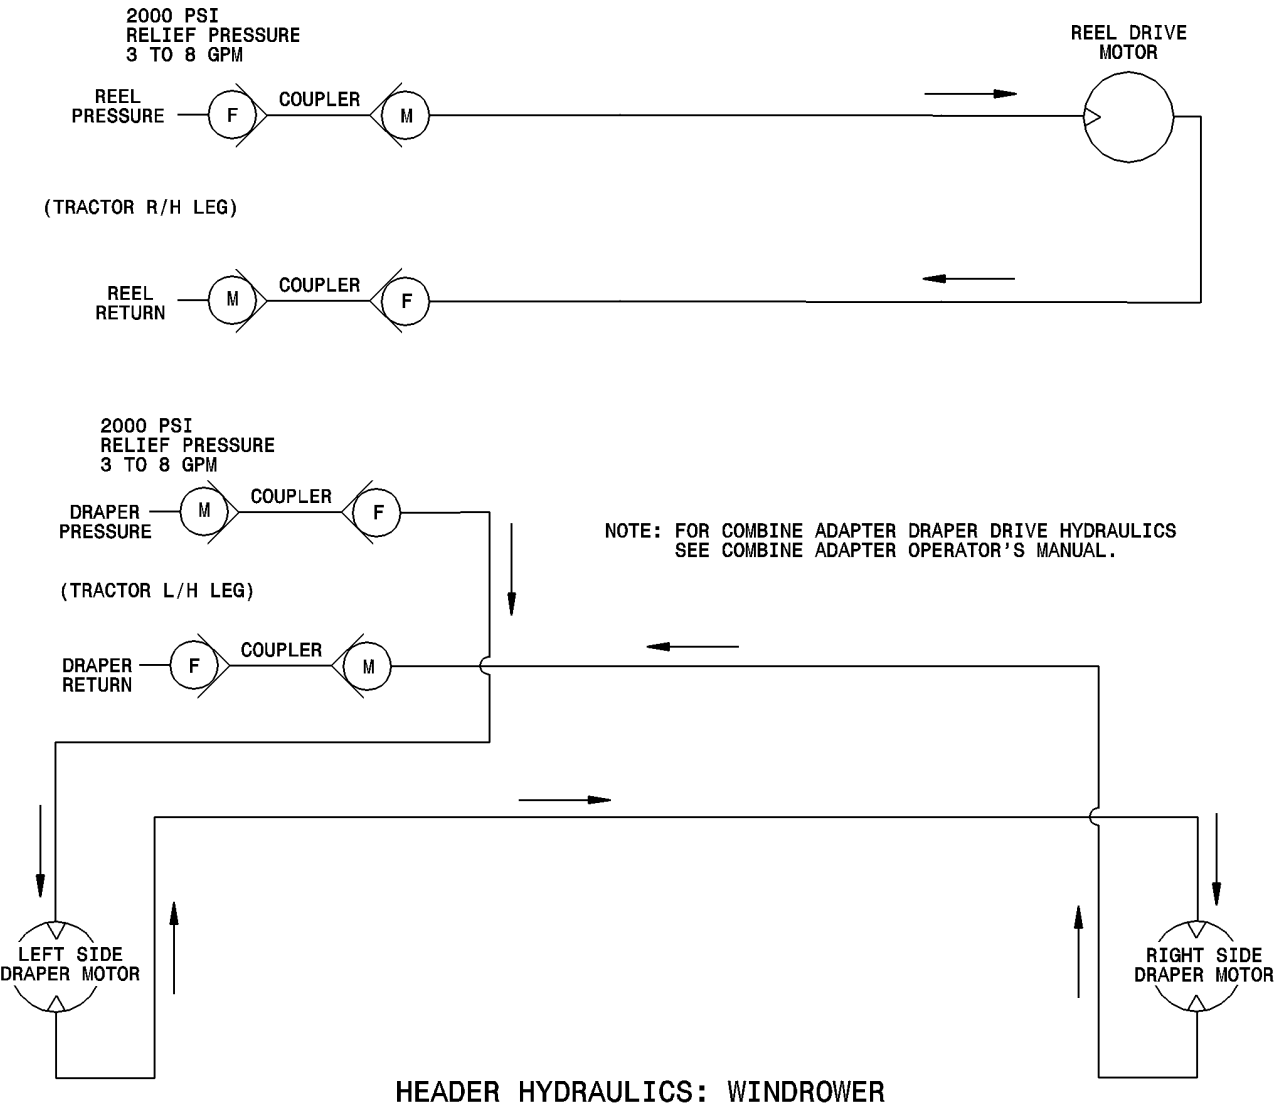 2000 PSI
RELIEF PRESSURE
3 TO 8 GPM
REEL DRIVE
MOTOR
REEL
PRESSURE
F
COUPLER
M
(TRACTOR R/H LEG)
REEL
RETURN
M
COUPLER
F
2000 PSI
RELIEF PRESSURE
3 TO 8 GPM
DRAPER
PRESSURE
M
COUPLER
F
NOTE: FOR COMBINE ADAPTER DRAPER DRIVE HYDRAULICS
SEE COMBINE ADAPTER OPERATOR'S MANUAL.
(TRACTOR L/H LEG)
DRAPER
RETURN
F
COUPLER
M
LEFT SIDE
DRAPER MOTOR
RIGHT SIDE
DRAPER MOTOR
HEADER HYDRAULICS: WINDROWER